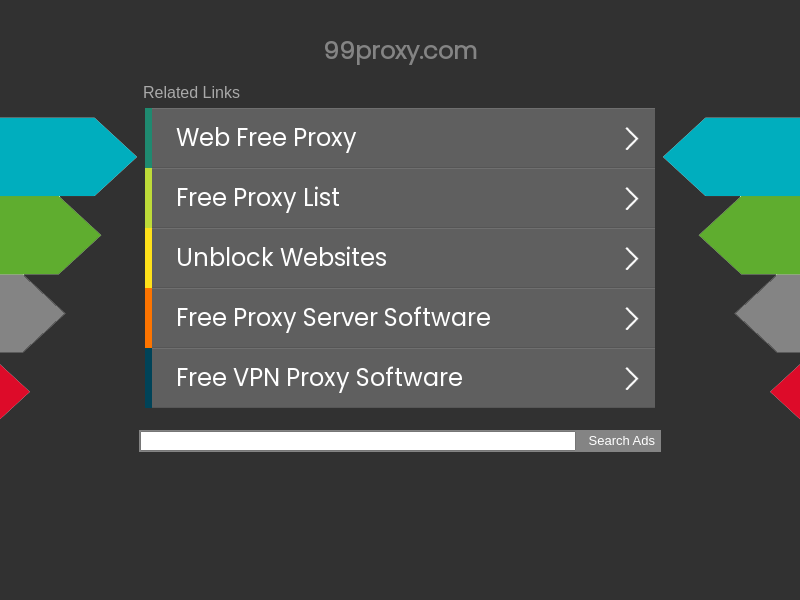 99proxy.com
Related Links
Web Free Proxy
Free Proxy List
Unblock Websites
Free Proxy Server Software
Free VPN Proxy Software
Search Ads